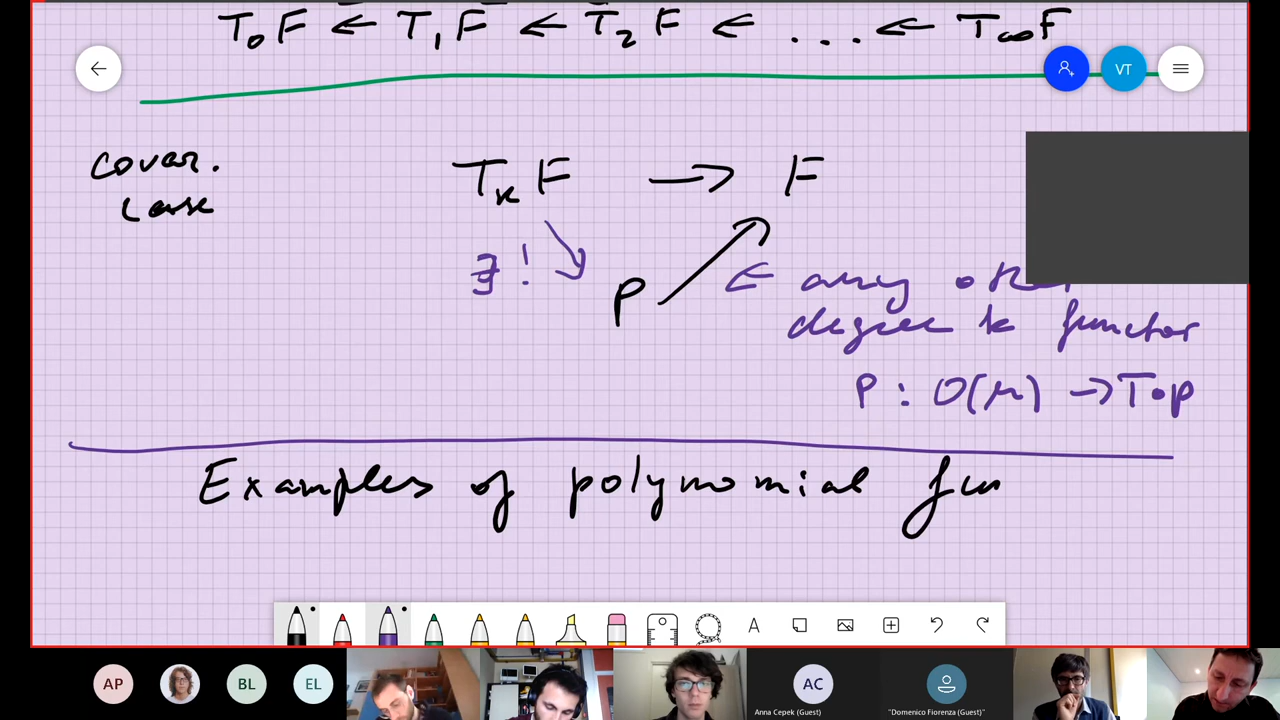 T₀F ← T₁F ← T₂F ← ... ← T∞F
VT
covar.
case
TₖF → F
∃!
P
← any other
degree k functor
P : O(M) → Top
Examples of polynomial fun
A
AP
BL
EL
AC
Anna Cepek (Guest)
"Domenico Fiorenza (Guest)"